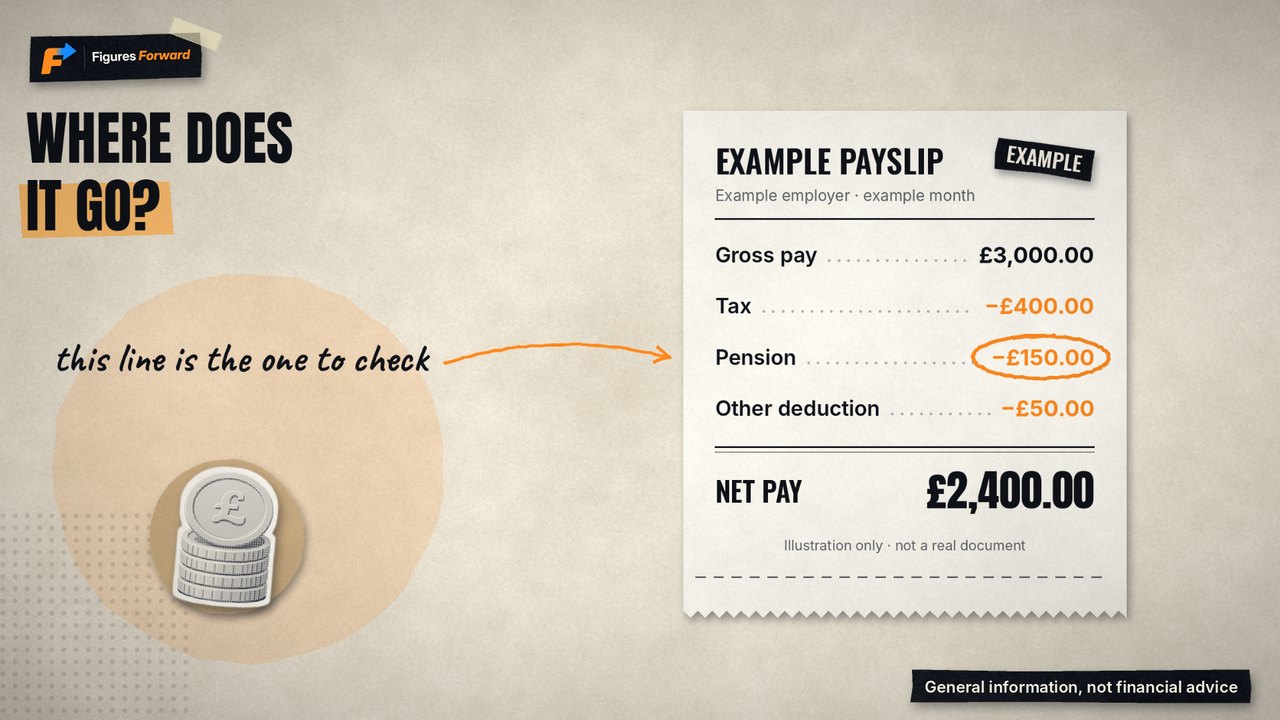 Figures Forward
WHERE DOES
IT GO?
this line is the one to check
£
EXAMPLE PAYSLIP
EXAMPLE
Example employer · example month
Gross pay £3,000.00
Tax −£400.00
Pension −£150.00
Other deduction −£50.00
NET PAY £2,400.00
Illustration only · not a real document
General information, not financial advice